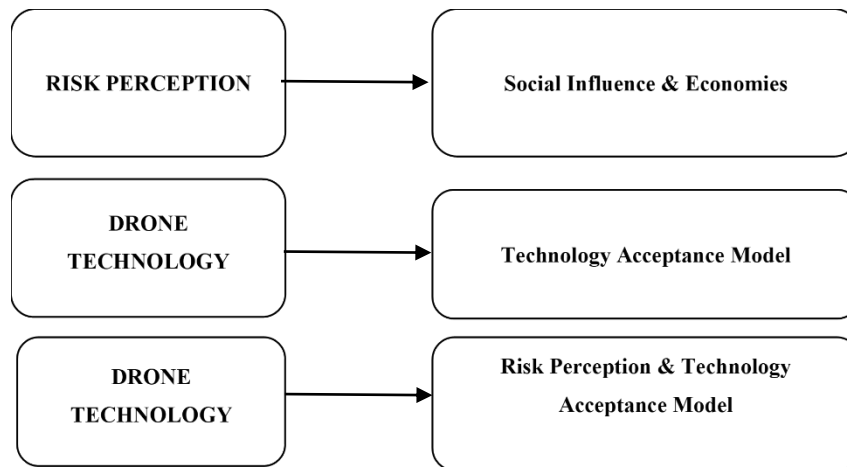 RISK PERCEPTION
Social Influence & Economies
DRONE
TECHNOLOGY
Technology Acceptance Model
DRONE
TECHNOLOGY
Risk Perception & Technology
Acceptance Model